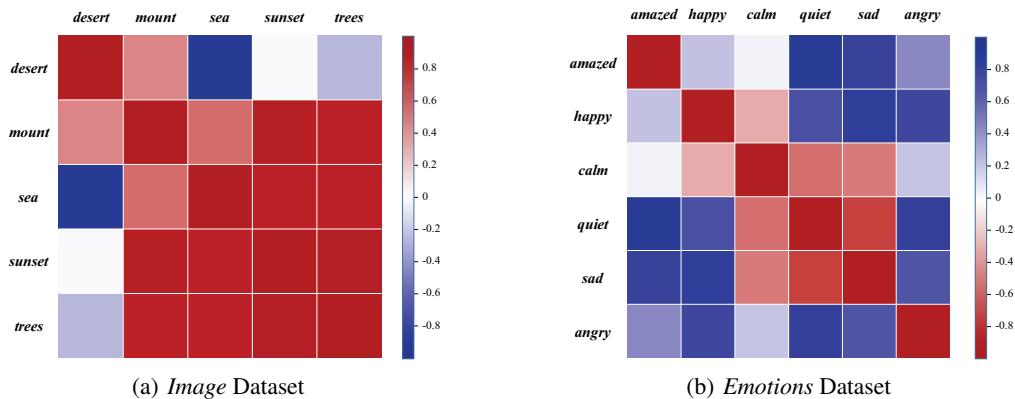 desert mount sea sunset trees
desert
mount
sea
sunset
trees
0.8
0.6
0.4
0.2
0
-0.2
-0.4
-0.6
-0.8
(a) Image Dataset
amazed happy calm quiet sad angry
amazed
happy
calm
quiet
sad
angry
0.8
0.6
0.4
0.2
0
-0.2
-0.4
-0.6
-0.8
(b) Emotions Dataset